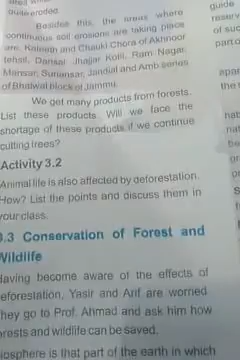 quite eroded.
Besides this, the areas where
continuous soil erosions are taking place
are: Kalakote and Chauki Chora of Akhnoor
tehsil, Dansar, Jhajjar Kotli, Ram Nagar,
Mansar, Suriansar, Jandial and Amb series
of Bhalwal block of Jammu.
We get many products from forests.
List these products. Will we face the
shortage of these products if we continue
cutting trees?
Activity 3.2
Animal life is also affected by deforestation.
How? List the points and discuss them in
your class.
3.3 Conservation of Forest and
Wildlife
Having become aware of the effects of
deforestation, Yasir and Arif are worried
They go to Prof. Ahmad and ask him how
forests and wildlife can be saved.
Biosphere is that part of the earth in which
guide
reserv
of suc
part o
apar
the